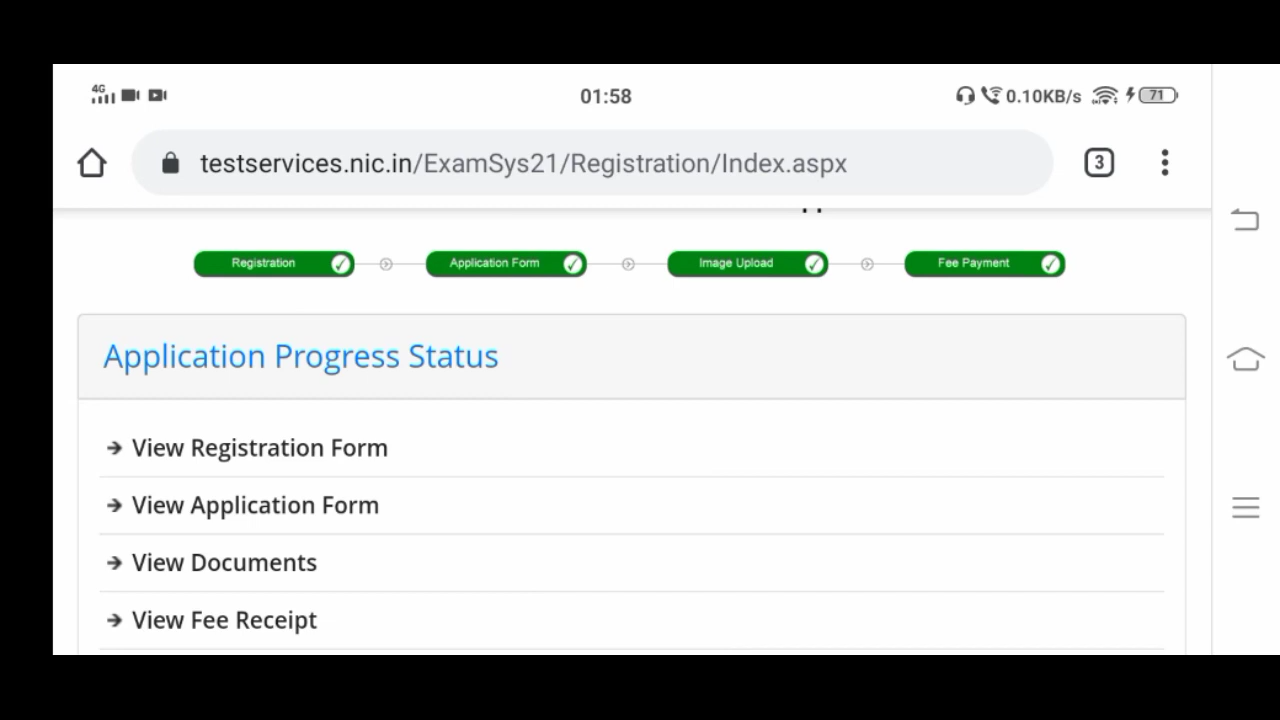 4G 01:58 0.10KB/s 71
testservices.nic.in/ExamSys21/Registration/Index.aspx 3
Registration Application Form Image Upload Fee Payment
Application Progress Status
View Registration Form
View Application Form
View Documents
View Fee Receipt